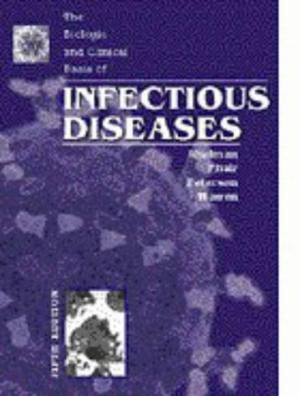 The
Biologic
and Clinical
Basis of
INFECTIOUS
DISEASES
Shulman
Phair
Peterson
Warren
FIFTH EDITION